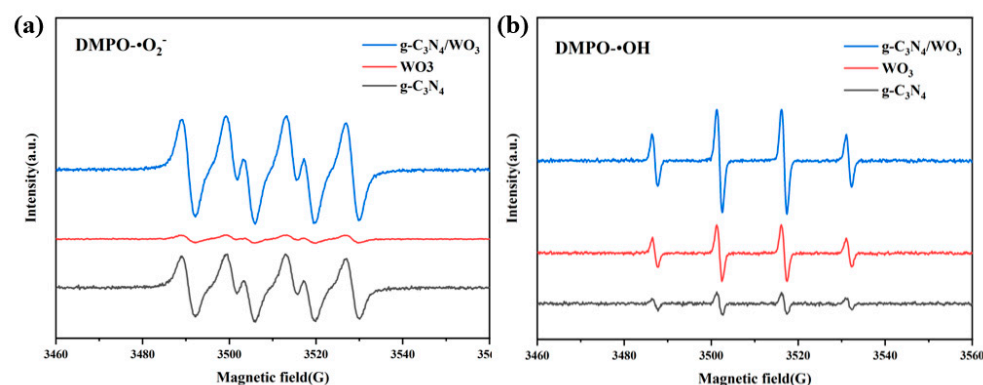 (a)
DMPO-•O₂⁻
g-C₃N₄/WO₃
WO3
g-C₃N₄
Intensity(a.u.)
3460 3480 3500 3520 3540 356
Magnetic field(G)
(b)
DMPO-•OH
g-C₃N₄/WO₃
WO₃
g-C₃N₄
Intensity(a.u.)
3460 3480 3500 3520 3540 3560
Magnetic field(G)